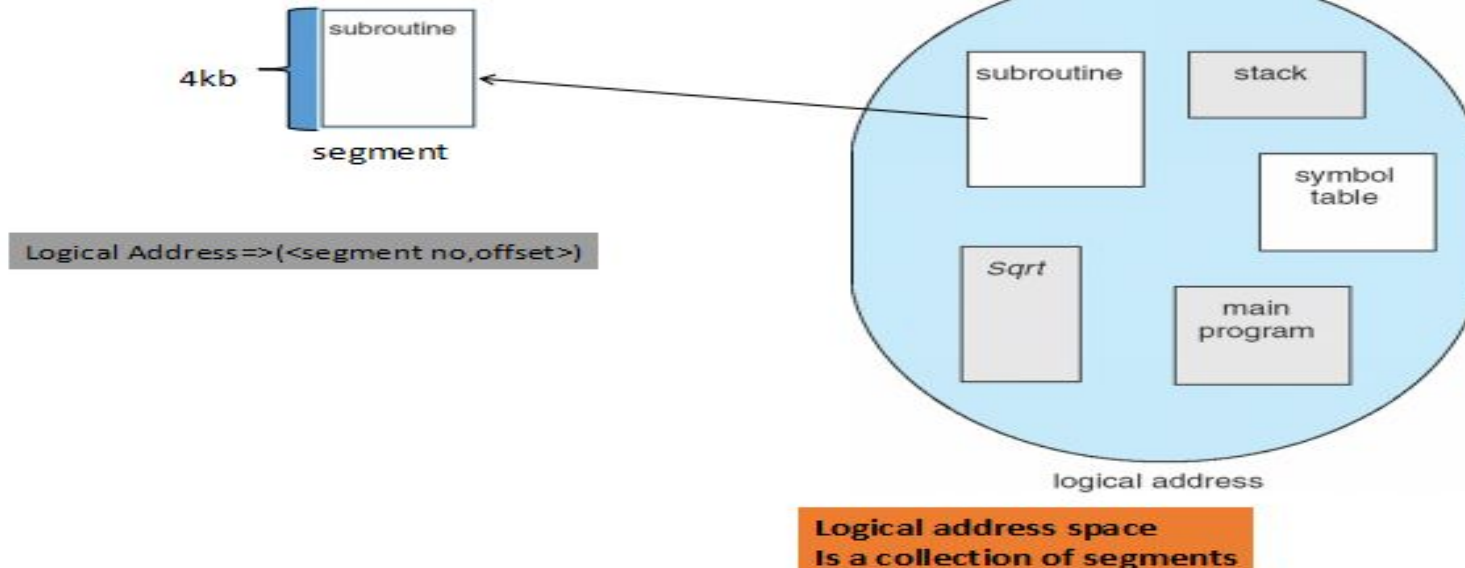 subroutine
4kb
segment
Logical Address=>(<segment no,offset>)
subroutine
stack
symbol
table
Sqrt
main
program
logical address
Logical address space
Is a collection of segments